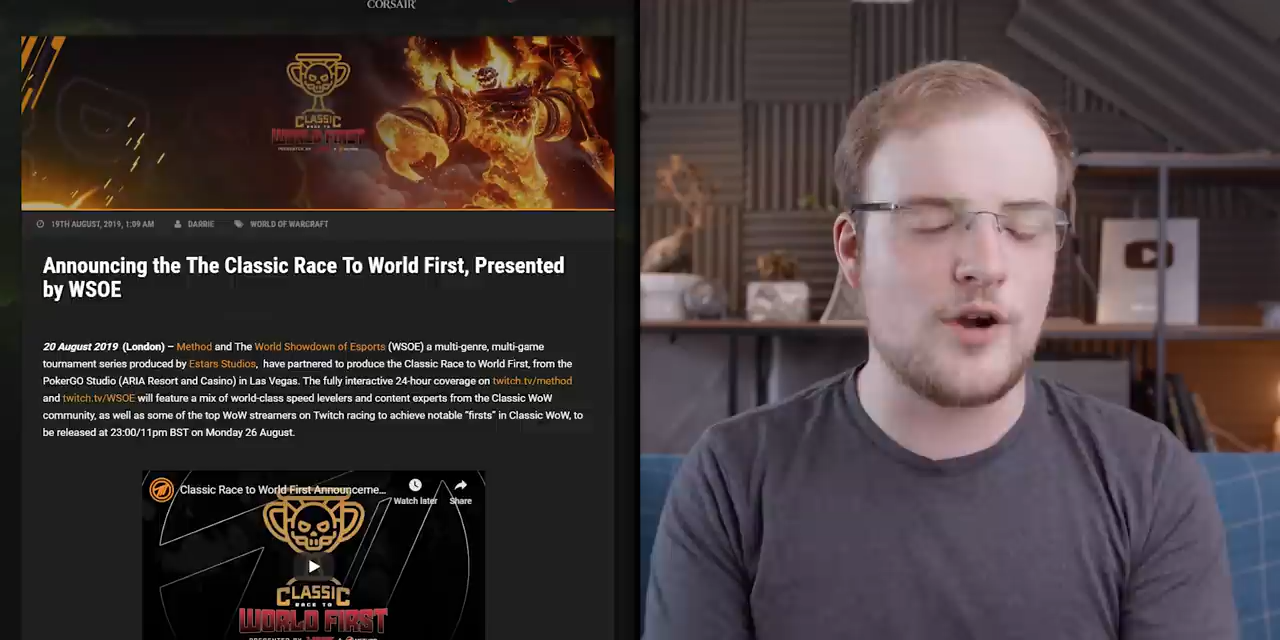 CORSAIR
CLASSIC
RACE TO
WORLD FIRST
19TH AUGUST, 2019, 1:09 AM DARRIE WORLD OF WARCRAFT
Announcing the The Classic Race To World First, Presented
by WSOE
20 August 2019 (London) – Method and The World Showdown of Esports (WSOE) a multi-genre, multi-game
tournament series produced by Estars Studios, have partnered to produce the Classic Race to World First, from the
PokerGO Studio (ARIA Resort and Casino) in Las Vegas. The fully interactive 24-hour coverage on twitch.tv/method
and twitch.tv/WSOE will feature a mix of world-class speed levelers and content experts from the Classic WoW
community, as well as some of the top WoW streamers on Twitch racing to achieve notable “firsts” in Classic WoW, to
be released at 23:00/11pm BST on Monday 26 August.
Classic Race to World First Announceme...
Watch later Share
CLASSIC
RACE TO
WORLD FIRST